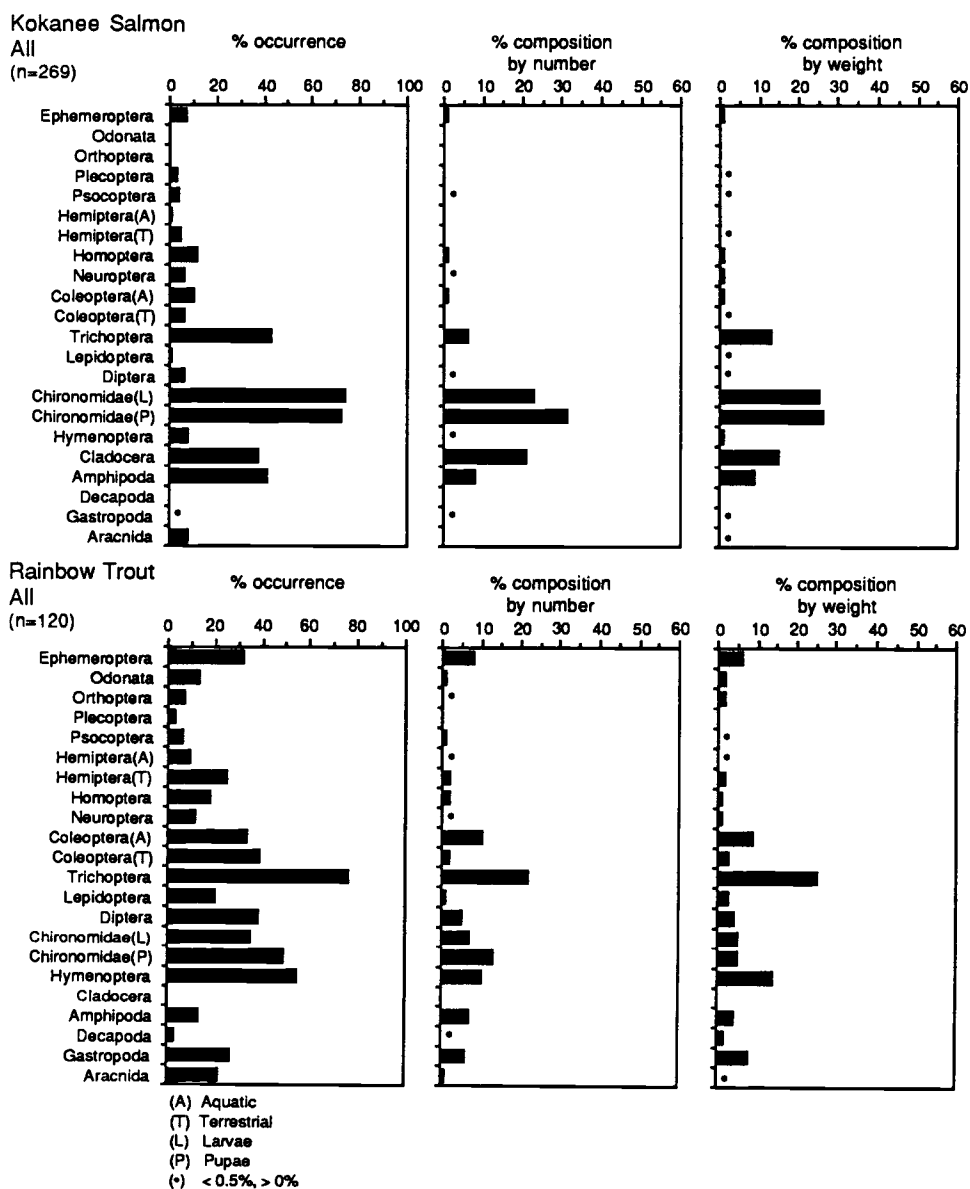 Kokanee Salmon
All
(n=269)
% occurrence
% composition
by number
% composition
by weight
0 20 40 60 80 100
0 10 20 30 40 50 60
0 10 20 30 40 50 60
Ephemeroptera
Odonata
Orthoptera
Plecoptera
Psocoptera
Hemiptera(A)
Hemiptera(T)
Homoptera
Neuroptera
Coleoptera(A)
Coleoptera(T)
Trichoptera
Lepidoptera
Diptera
Chironomidae(L)
Chironomidae(P)
Hymenoptera
Cladocera
Amphipoda
Decapoda
Gastropoda
Aracnida
Rainbow Trout
All
(n=120)
% occurrence
% composition
by number
% composition
by weight
0 20 40 60 80 100
0 10 20 30 40 50 60
0 10 20 30 40 50 60
Ephemeroptera
Odonata
Orthoptera
Plecoptera
Psocoptera
Hemiptera(A)
Hemiptera(T)
Homoptera
Neuroptera
Coleoptera(A)
Coleoptera(T)
Trichoptera
Lepidoptera
Diptera
Chironomidae(L)
Chironomidae(P)
Hymenoptera
Cladocera
Amphipoda
Decapoda
Gastropoda
Aracnida
(A) Aquatic
(T) Terrestrial
(L) Larvae
(P) Pupae
(•) < 0.5%, > 0%